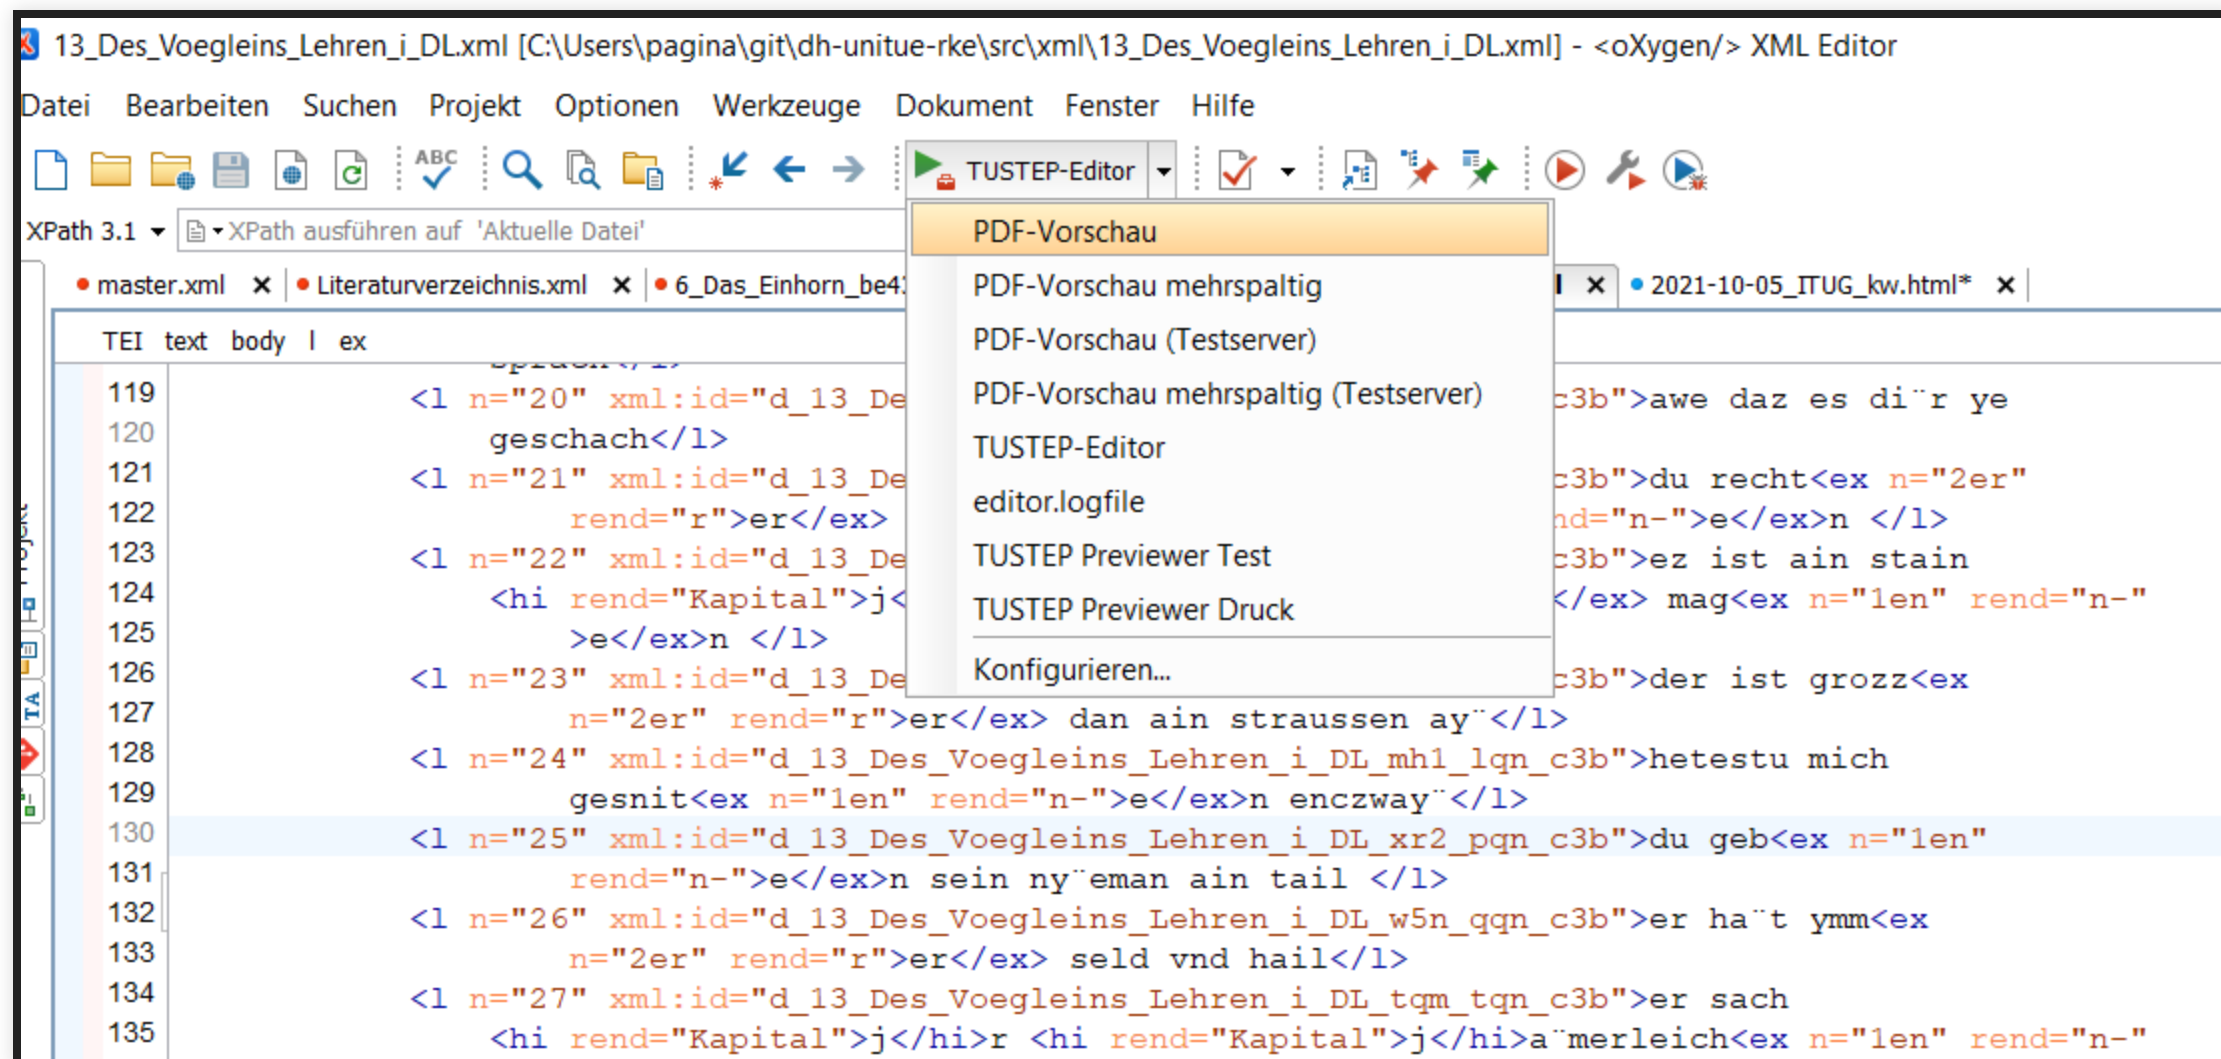 13_Des_Voegleins_Lehren_i_DL.xml [C:\Users\pagina\git\dh-unitue-rke\src\xml\13_Des_Voegleins_Lehren_i_DL.xml] - <oXygen/> XML Editor
Datei Bearbeiten Suchen Projekt Optionen Werkzeuge Dokument Fenster Hilfe
ABC TUSTEP-Editor
XPath 3.1 XPath ausführen auf 'Aktuelle Datei'
PDF-Vorschau
PDF-Vorschau mehrspaltig
PDF-Vorschau (Testserver)
PDF-Vorschau mehrspaltig (Testserver)
TUSTEP-Editor
editor.logfile
TUSTEP Previewer Test
TUSTEP Previewer Druck
Konfigurieren...
master.xml Literaturverzeichnis.xml 6_Das_Einhorn_be4 l 2021-10-05_ITUG_kw.html*
TEI text body l ex
119 <l n="20" xml:id="d_13_De c3b">awe daz es di¨r ye
120 geschach</l>
121 <l n="21" xml:id="d_13_De c3b">du recht<ex n="2er"
122 rend="r">er</ex> nd="n-">e</ex>n </l>
123 <l n="22" xml:id="d_13_De c3b">ez ist ain stain
124 <hi rend="Kapital">j< </ex> mag<ex n="1en" rend="n-"
125 >e</ex>n </l>
126 <l n="23" xml:id="d_13_De c3b">der ist grozz<ex
127 n="2er" rend="r">er</ex> dan ain straussen ay¨</l>
128 <l n="24" xml:id="d_13_Des_Voegleins_Lehren_i_DL_mh1_lqn_c3b">hetestu mich
129 gesnit<ex n="1en" rend="n-">e</ex>n enczway¨</l>
130 <l n="25" xml:id="d_13_Des_Voegleins_Lehren_i_DL_xr2_pqn_c3b">du geb<ex n="1en"
131 rend="n-">e</ex>n sein ny¨eman ain tail </l>
132 <l n="26" xml:id="d_13_Des_Voegleins_Lehren_i_DL_w5n_qqn_c3b">er ha¨t ymm<ex
133 n="2er" rend="r">er</ex> seld vnd hail</l>
134 <l n="27" xml:id="d_13_Des_Voegleins_Lehren_i_DL_tqm_tqn_c3b">er sach
135 <hi rend="Kapital">j</hi>r <hi rend="Kapital">j</hi>a¨merleich<ex n="1en" rend="n-"